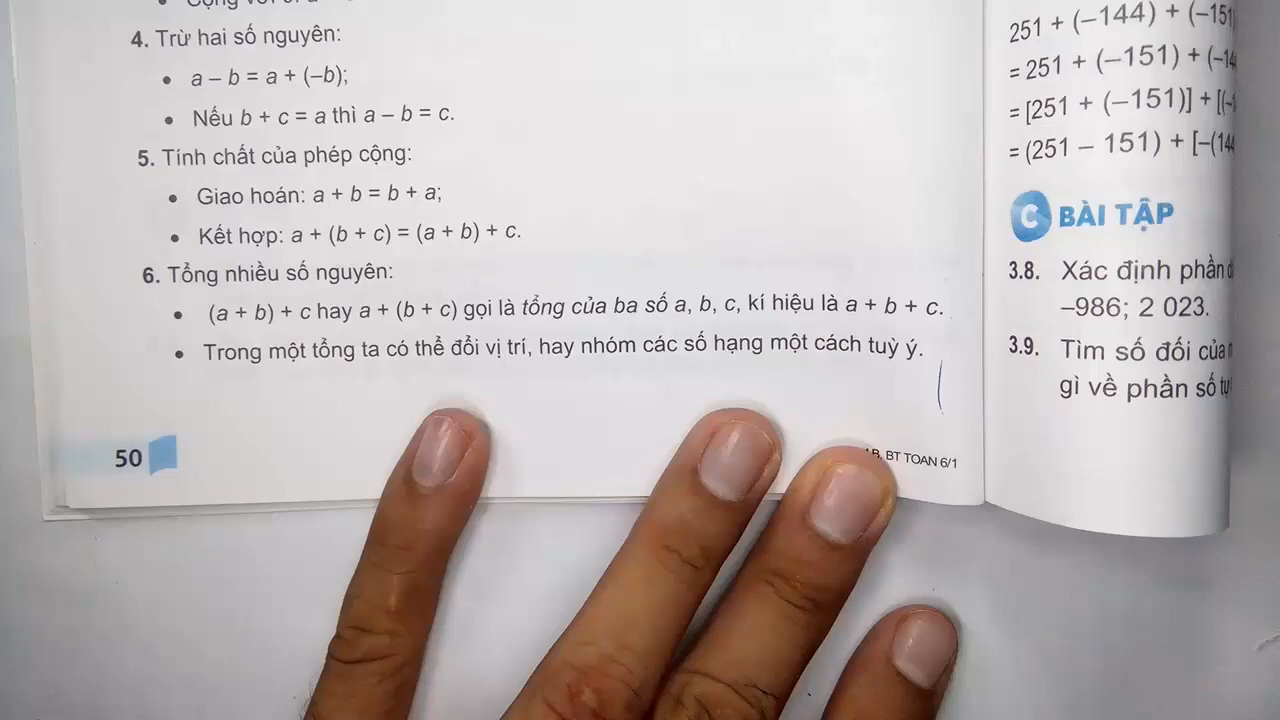 4. Trừ hai số nguyên:
• a – b = a + (–b);
• Nếu b + c = a thì a – b = c.
5. Tính chất của phép cộng:
• Giao hoán: a + b = b + a;
• Kết hợp: a + (b + c) = (a + b) + c.
6. Tổng nhiều số nguyên:
• (a + b) + c hay a + (b + c) gọi là tổng của ba số a, b, c, kí hiệu là a + b + c.
• Trong một tổng ta có thể đổi vị trí, hay nhóm các số hạng một cách tuỳ ý.
50
BT TOAN 6/1
251 + (–144) + (–151
= 251 + (–151) + (–14
= [251 + (–151)] + [(–
= (251 – 151) + [–(144
C BÀI TẬP
3.8. Xác định phần
–986; 2 023.
3.9. Tìm số đối của
gì về phần số